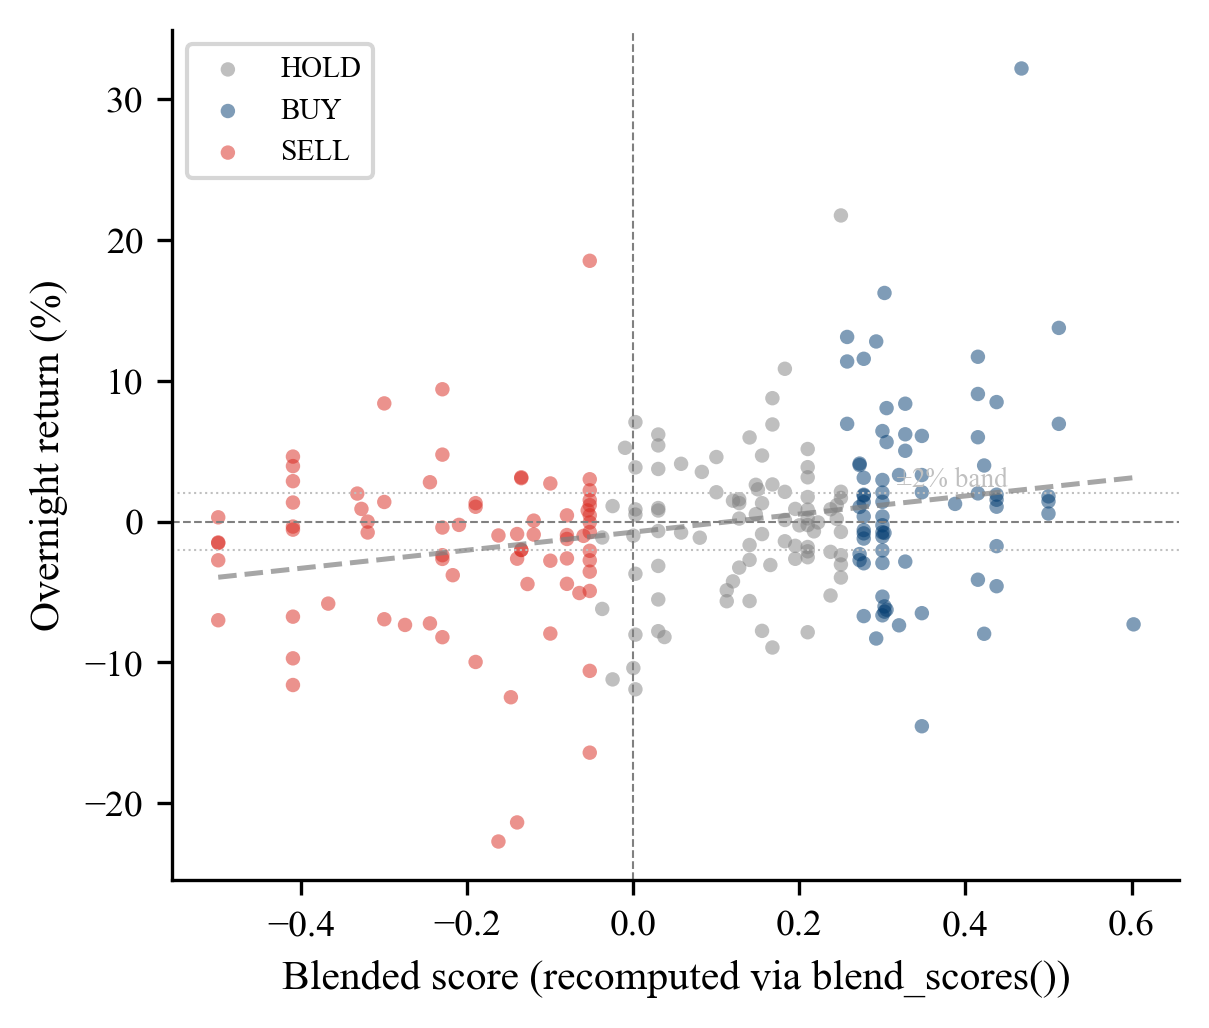 HOLD
BUY
SELL
30
20
10
0
−10
−20
±2% band
Overnight return (%)
−0.4
−0.2
0.0
0.2
0.4
0.6
Blended score (recomputed via blend_scores())